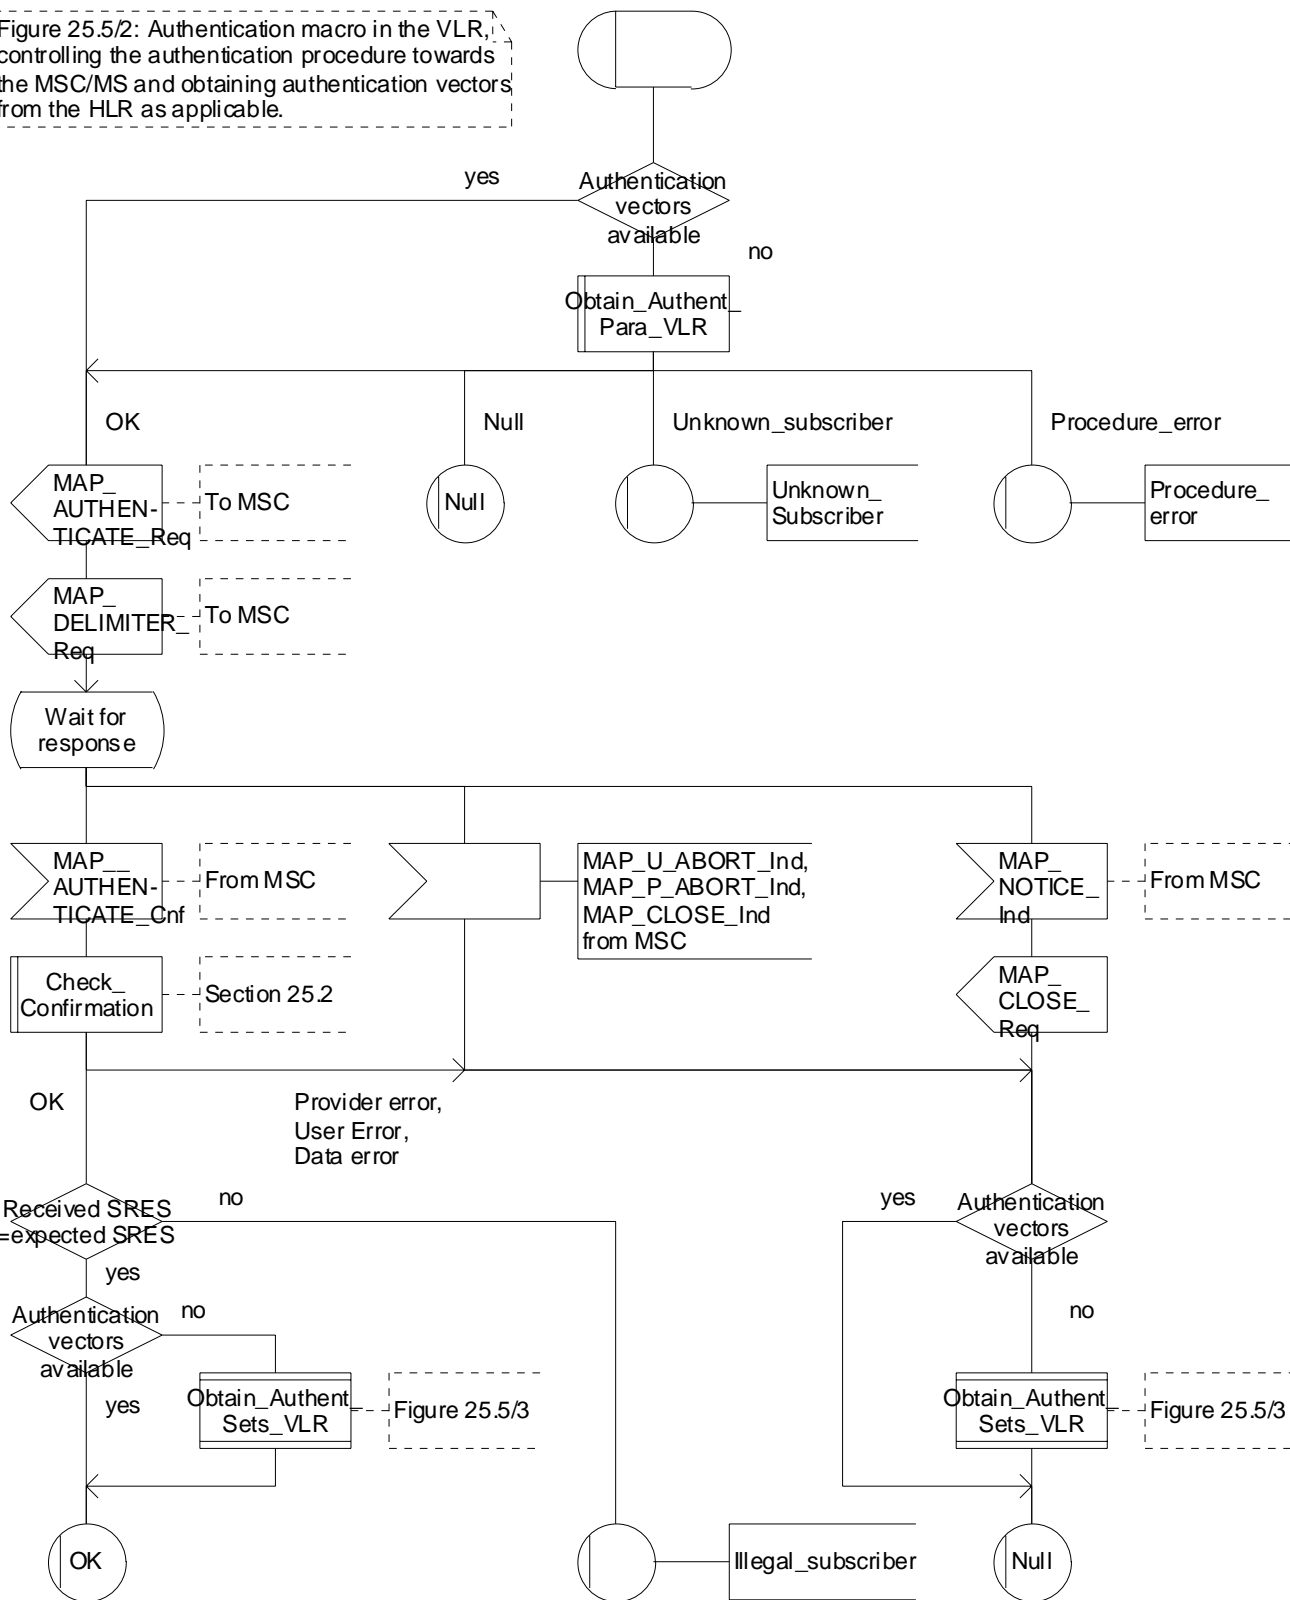 Figure 25.5/2: Authentication macro in the VLR,
controlling the authentication procedure towards
the MSC/MS and obtaining authentication vectors
from the HLR as applicable.
yes
Authentication
vectors
available
no
Obtain_Authent_
Para_VLR
OK
Null
Unknown_subscriber
Procedure_error
MAP_
AUTHEN-
TICATE_Req
To MSC
Null
Unknown_
Subscriber
Procedure_
error
MAP_
DELIMITER_
Req
To MSC
Wait for
response
MAP__
AUTHEN-
TICATE_Cnf
From MSC
MAP_U_ABORT_Ind,
MAP_P_ABORT_Ind,
MAP_CLOSE_Ind
from MSC
MAP_
NOTICE_
Ind
From MSC
Check_
Confirmation
Section 25.2
MAP_
CLOSE_
Req
OK
Provider error,
User Error,
Data error
Received SRES
=expected SRES
no
yes
yes
Authentication
vectors
available
no
Authentication
vectors
available
no
yes
Obtain_Authent_
Sets_VLR
Figure 25.5/3
Obtain_Authent_
Sets_VLR
Figure 25.5/3
OK
Illegal_subscriber
Null